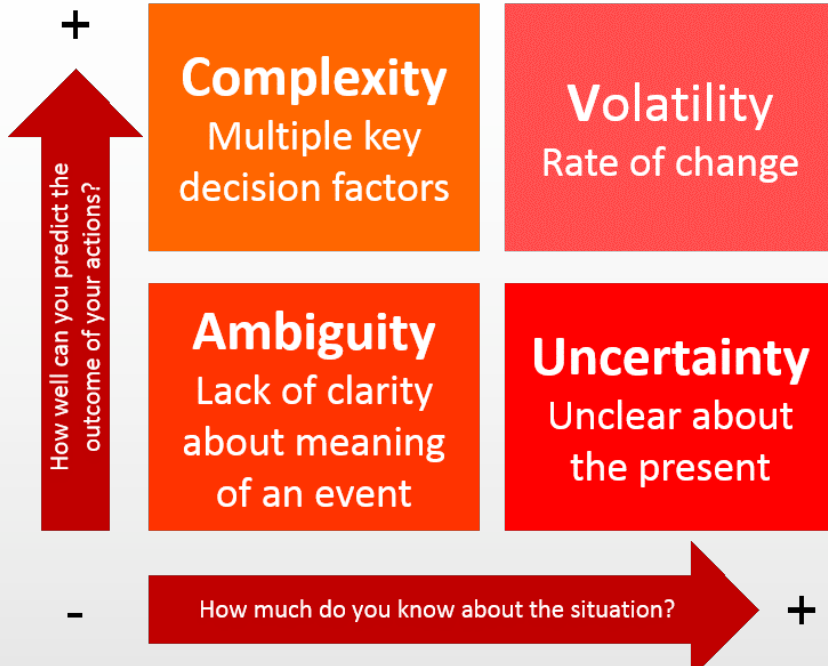 +
Complexity
Multiple key
decision factors
Volatility
Rate of change
How well can you predict the
outcome of your actions?
Ambiguity
Lack of clarity
about meaning
of an event
Uncertainty
Unclear about
the present
-
How much do you know about the situation?
+